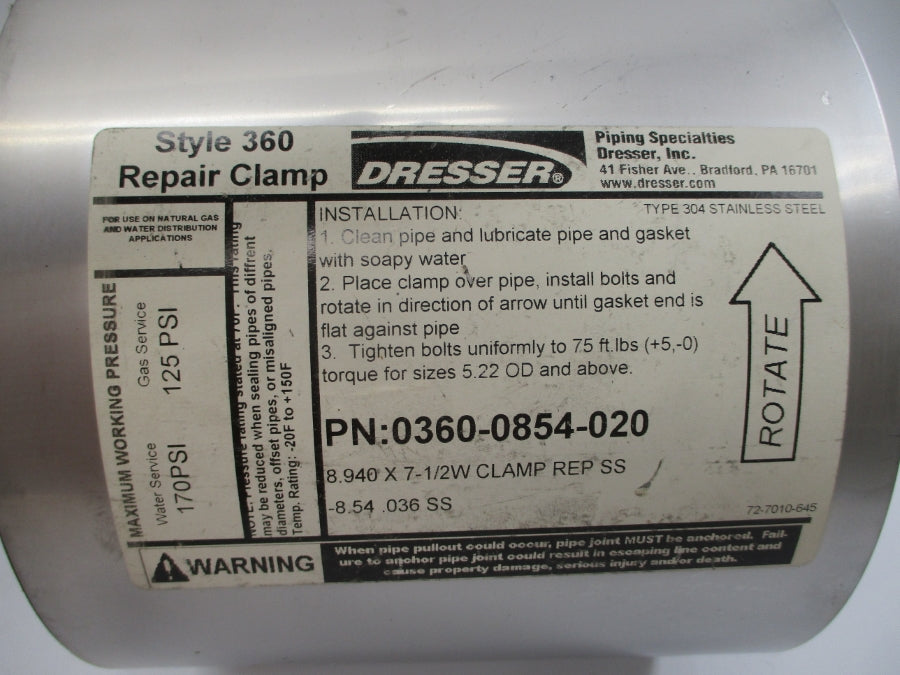 Style 360
Repair Clamp
DRESSER®
Piping Specialties
Dresser, Inc.
41 Fisher Ave., Bradford, PA 16701
www.dresser.com
FOR USE ON NATURAL GAS
AND WATER DISTRIBUTION
APPLICATIONS
MAXIMUM WORKING PRESSURE
Gas Service
125 PSI
Water Service
170PSI
NOTE: Pressure rating stated at 70F. This rating
may be reduced when sealing pipes of diffrent
diameters, offset pipes, or misaligned pipes.
Temp. Rating: -20F to +150F
INSTALLATION:
TYPE 304 STAINLESS STEEL
1. Clean pipe and lubricate pipe and gasket
with soapy water
2. Place clamp over pipe, install bolts and
rotate in direction of arrow until gasket end is
flat against pipe
3. Tighten bolts uniformly to 75 ft.lbs (+5,-0)
torque for sizes 5.22 OD and above.
ROTATE
PN:0360-0854-020
8.940 X 7-1/2W CLAMP REP SS
-8.54 .036 SS
72-7010-645
WARNING
When pipe pullout could occur, pipe joint MUST be anchored. Fail-
ure to anchor pipe joint could result in escaping line content and
cause property damage, serious injury and/or death.